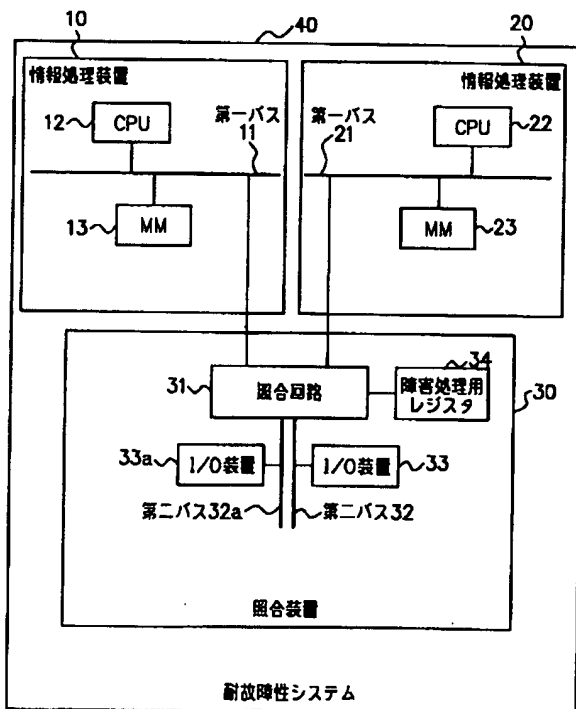 40
10
20
情報処理装置
情報処理装置
12
CPU
第一バス
11
第一バス
21
CPU
22
13
MM
MM
23
31
照合回路
34
障害処理用
レジスタ
30
33a
I/O装置
I/O装置
33
第二バス32a
第二バス32
照合装置
耐故障性システム